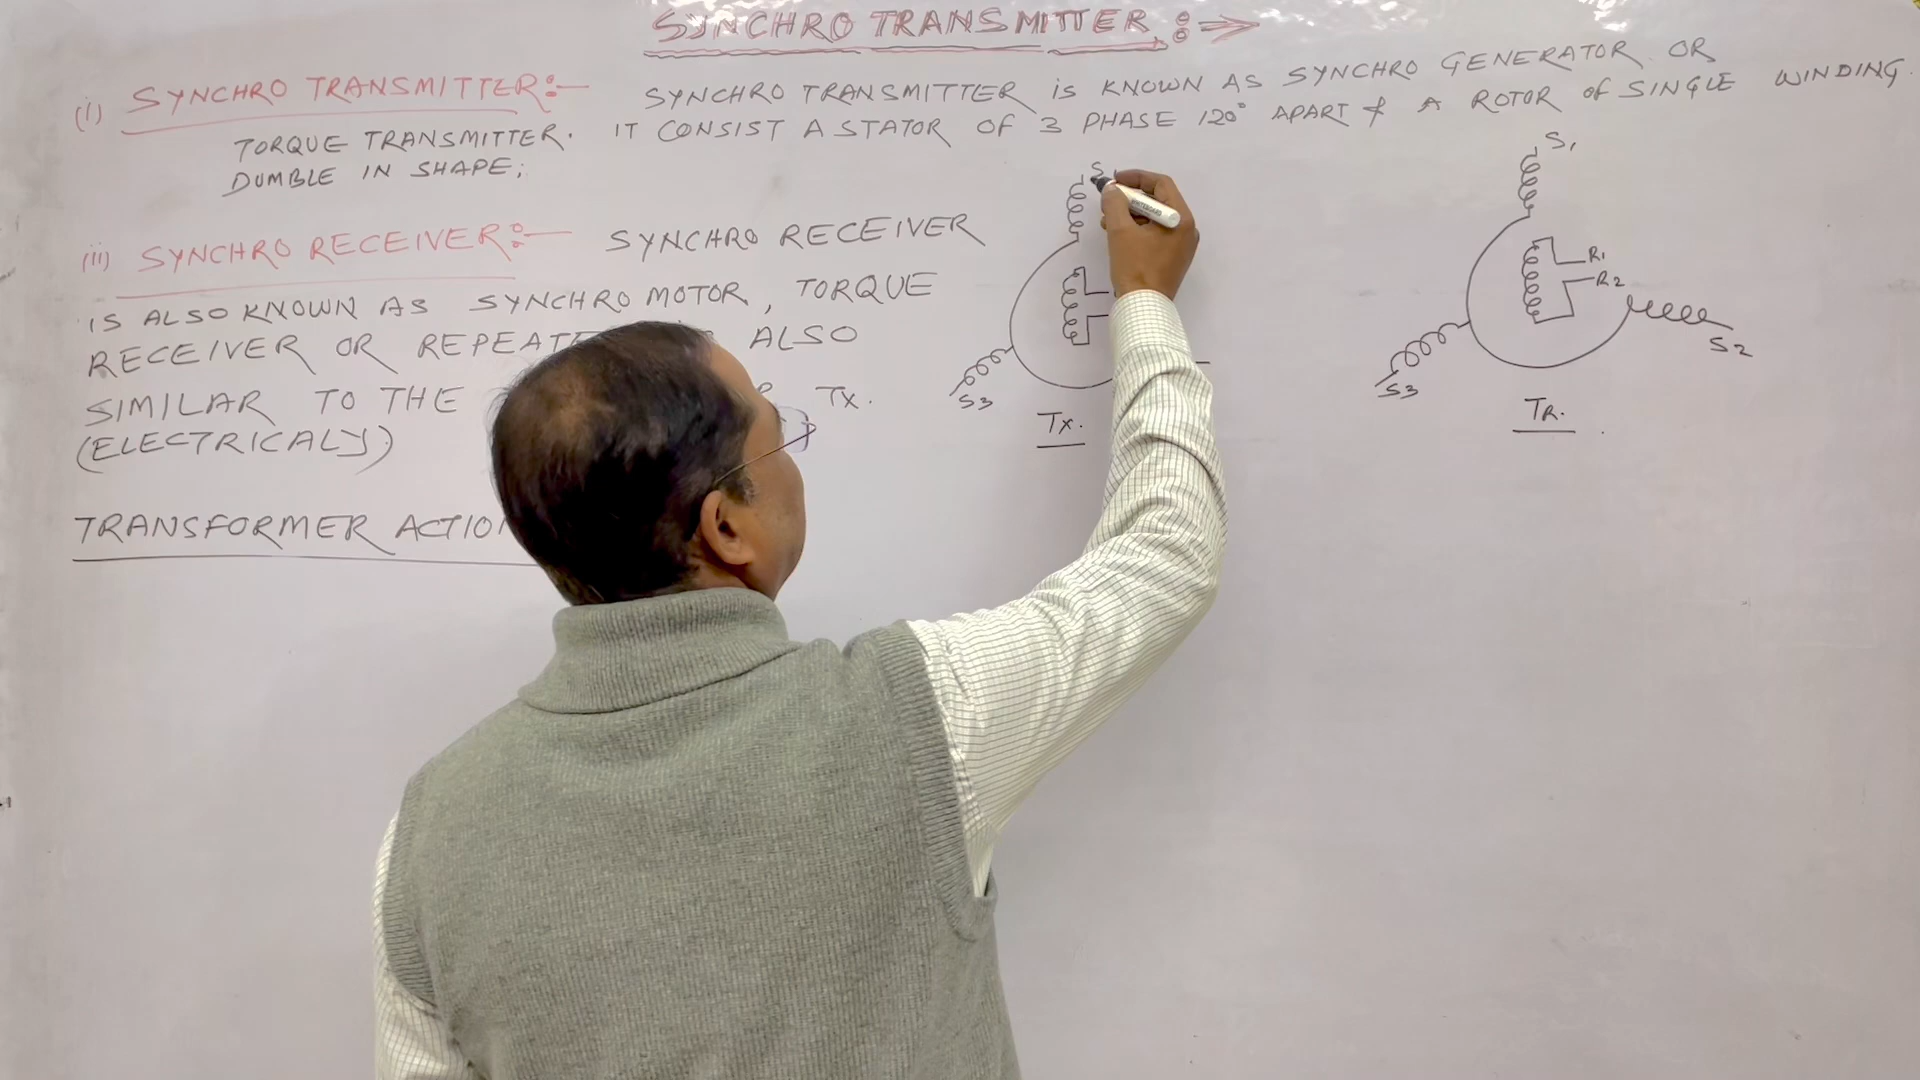 SYNCHRO TRANSMITTER :⇒
(i) SYNCHRO TRANSMITTER:— SYNCHRO TRANSMITTER is KNOWN AS SYNCHRO GENERATOR OR
TORQUE TRANSMITTER. IT CONSIST A STATOR OF 3 PHASE 120° APART & A ROTOR of SINGLE WINDING
DUMBLE IN SHAPE;
(ii) SYNCHRO RECEIVER:— SYNCHRO RECEIVER
IS ALSO KNOWN AS SYNCHRO MOTOR, TORQUE
RECEIVER OR ALSO
SIMILAR TO THE TX.
(ELECTRICALY)
TRANSFORMER
S
S3
TX.
S1
R1
R2
S2
S3
TR.
WHITEBOARD